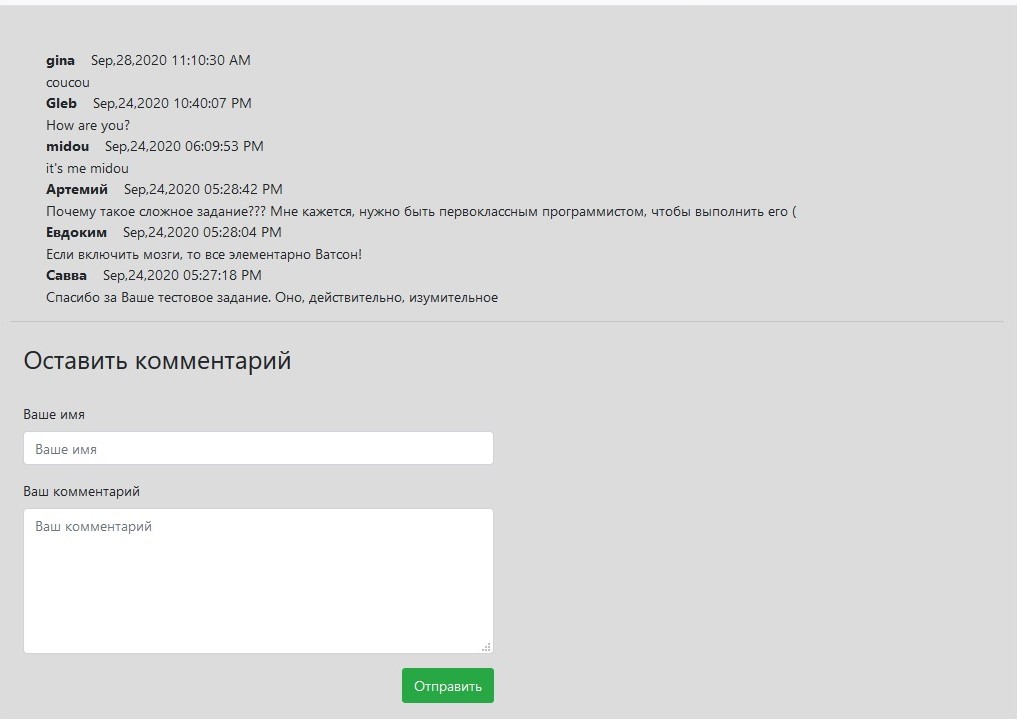 gina Sep,28,2020 11:10:30 AM
coucou
Gleb Sep,24,2020 10:40:07 PM
How are you?
midou Sep,24,2020 06:09:53 PM
it's me midou
Артемий Sep,24,2020 05:28:42 PM
Почему такое сложное задание??? Мне кажется, нужно быть первоклассным программистом, чтобы выполнить его (
Евдоким Sep,24,2020 05:28:04 PM
Если включить мозги, то все элементарно Ватсон!
Савва Sep,24,2020 05:27:18 PM
Спасибо за Ваше тестовое задание. Оно, действительно, изумительное
Оставить комментарий
Ваше имя
Ваше имя
Ваш комментарий
Ваш комментарий
Отправить